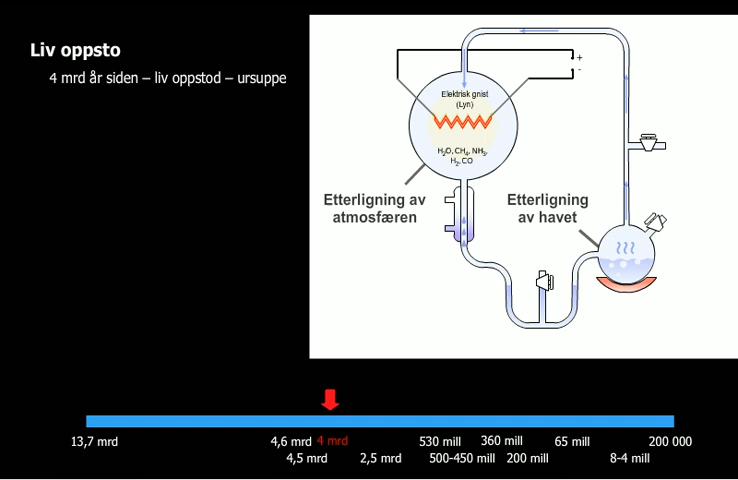 Liv oppsto
4 mrd år siden – liv oppstod – ursuppe
+
-
Elektrisk gnist
(Lyn)
H₂O, CH₄, NH₃,
H₂, CO
Etterligning av
atmosfæren
Etterligning
av havet
13,7 mrd 4,6 mrd 4 mrd 530 mill 360 mill 65 mill 200 000
4,5 mrd 2,5 mrd 500-450 mill 200 mill 8-4 mill